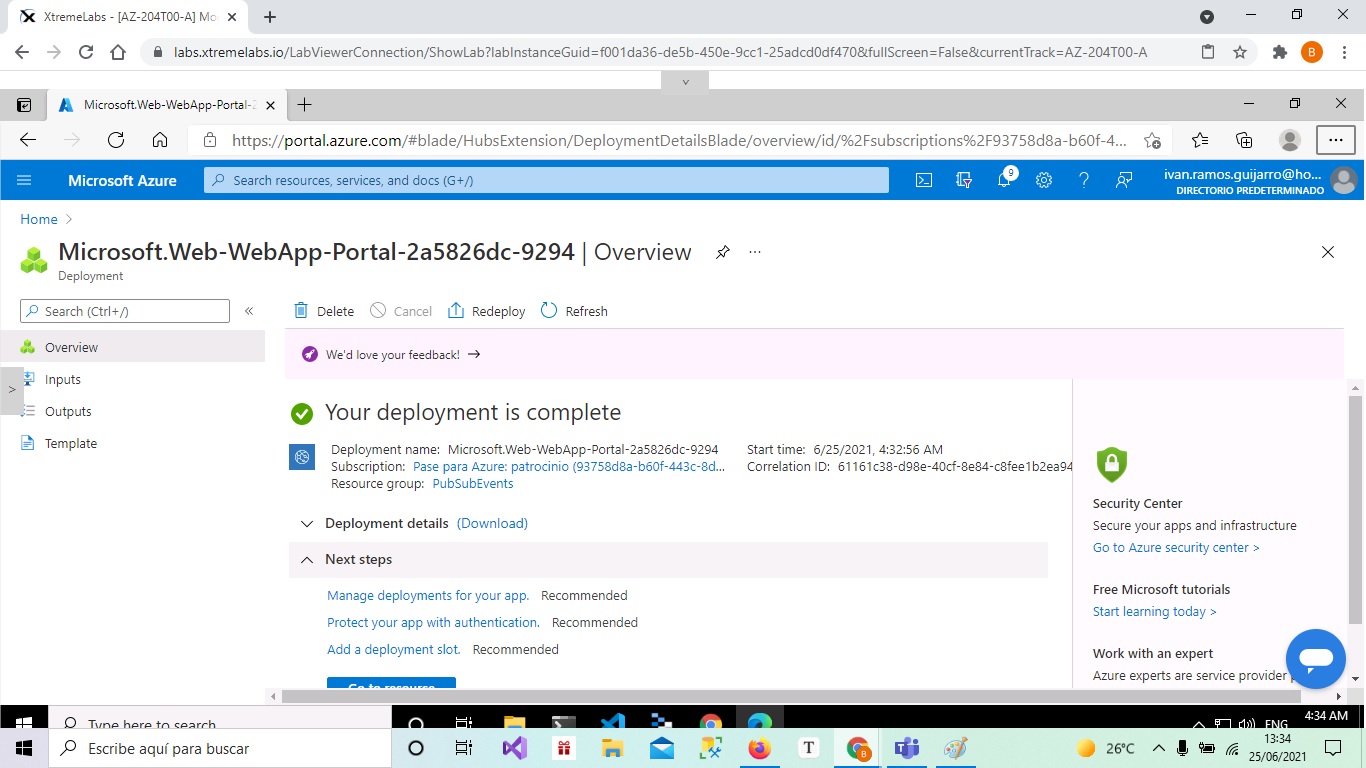 XtremeLabs - [AZ-204T00-A] Mo
labs.xtremelabs.io/LabViewerConnection/ShowLab?labInstanceGuid=f001da36-de5b-450e-9cc1-25adcd0df470&fullScreen=False&currentTrack=AZ-204T00-A
B
Microsoft.Web-WebApp-Portal-2
https://portal.azure.com/#blade/HubsExtension/DeploymentDetailsBlade/overview/id/%2Fsubscriptions%2F93758d8a-b60f-4...
Microsoft Azure
Search resources, services, and docs (G+/)
9
ivan.ramos.guijarro@ho...
DIRECTORIO PREDETERMINADO
Home >
Microsoft.Web-WebApp-Portal-2a5826dc-9294 | Overview
Deployment
Search (Ctrl+/)
«
Delete
Cancel
Redeploy
Refresh
Overview
Inputs
Outputs
Template
We'd love your feedback! →
Your deployment is complete
Deployment name: Microsoft.Web-WebApp-Portal-2a5826dc-9294
Subscription: Pase para Azure: patrocinio (93758d8a-b60f-443c-8d...
Resource group: PubSubEvents
Start time: 6/25/2021, 4:32:56 AM
Correlation ID: 61161c38-d98e-40cf-8e84-c8fee1b2ea94
Deployment details (Download)
Next steps
Manage deployments for your app. Recommended
Protect your app with authentication. Recommended
Add a deployment slot. Recommended
Go to resource
Security Center
Secure your apps and infrastructure
Go to Azure security center >
Free Microsoft tutorials
Start learning today >
Work with an expert
Azure experts are service provider
Type here to search
ENG
4:34 AM
Escribe aquí para buscar
T
B
26°C
13:34
25/06/2021